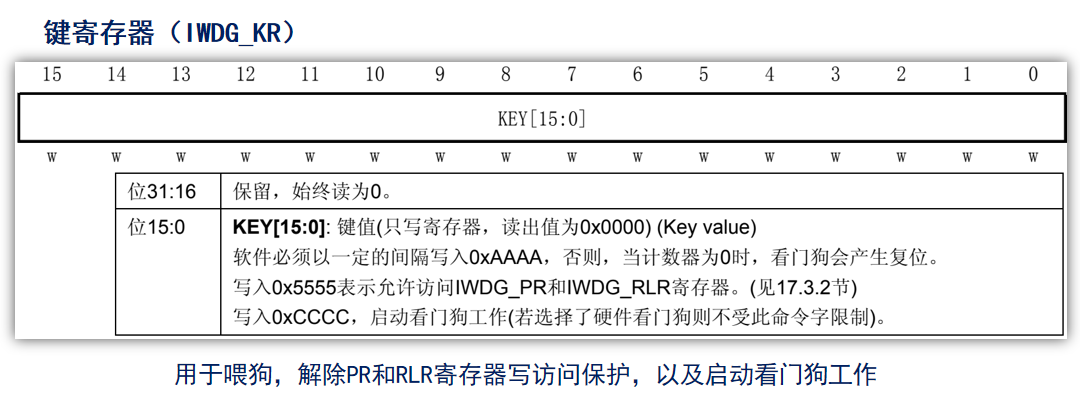 键寄存器（IWDG_KR）
15 14 13 12 11 10 9 8 7 6 5 4 3 2 1 0
KEY[15:0]
w w w w w w w w w w w w w w w w
位31:16 保留，始终读为0。
位15:0 KEY[15:0]: 键值(只写寄存器，读出值为0x0000) (Key value)
软件必须以一定的间隔写入0xAAAA，否则，当计数器为0时，看门狗会产生复位。
写入0x5555表示允许访问IWDG_PR和IWDG_RLR寄存器。(见17.3.2节)
写入0xCCCC，启动看门狗工作(若选择了硬件看门狗则不受此命令字限制)。
用于喂狗，解除PR和RLR寄存器写访问保护，以及启动看门狗工作